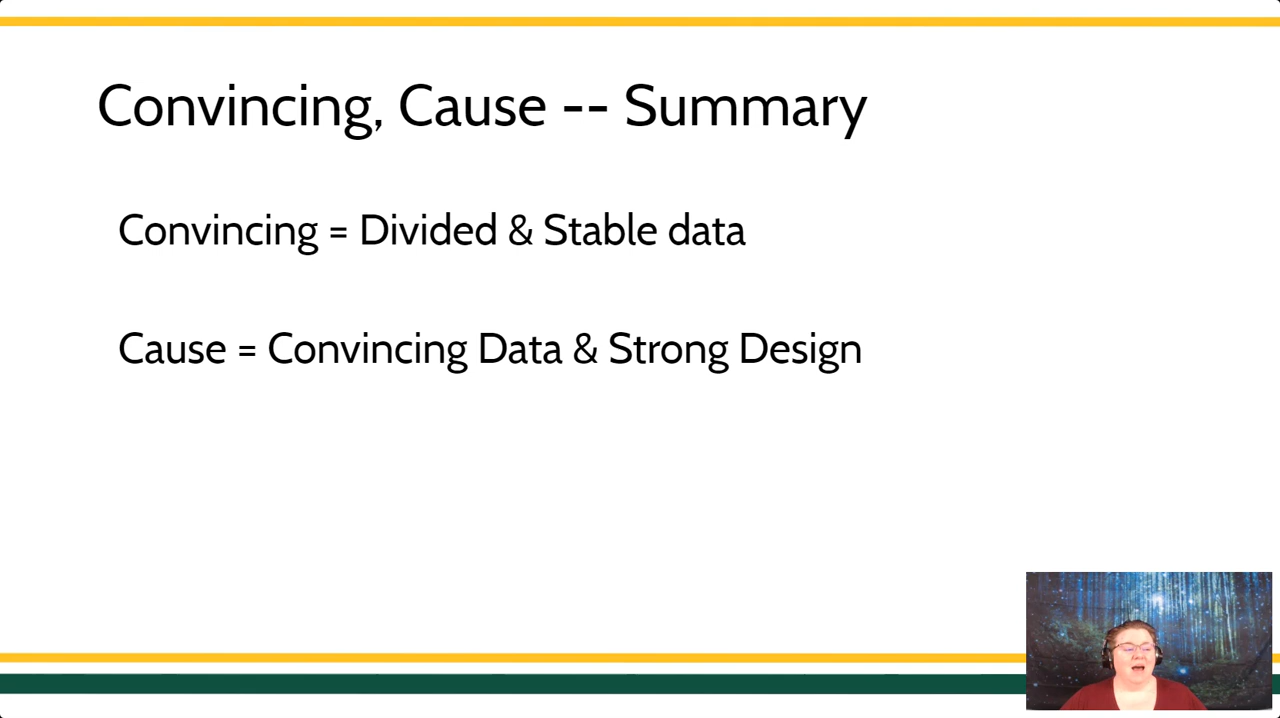 Convincing, Cause -- Summary
Convincing = Divided & Stable data
Cause = Convincing Data & Strong Design